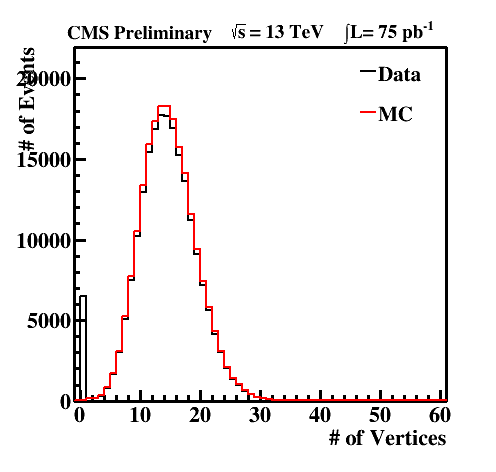 CMS Preliminary √s = 13 TeV ∫L= 75 pb⁻¹
# of Events
20000
15000
10000
5000
0
Data
MC
0 10 20 30 40 50 60
# of Vertices